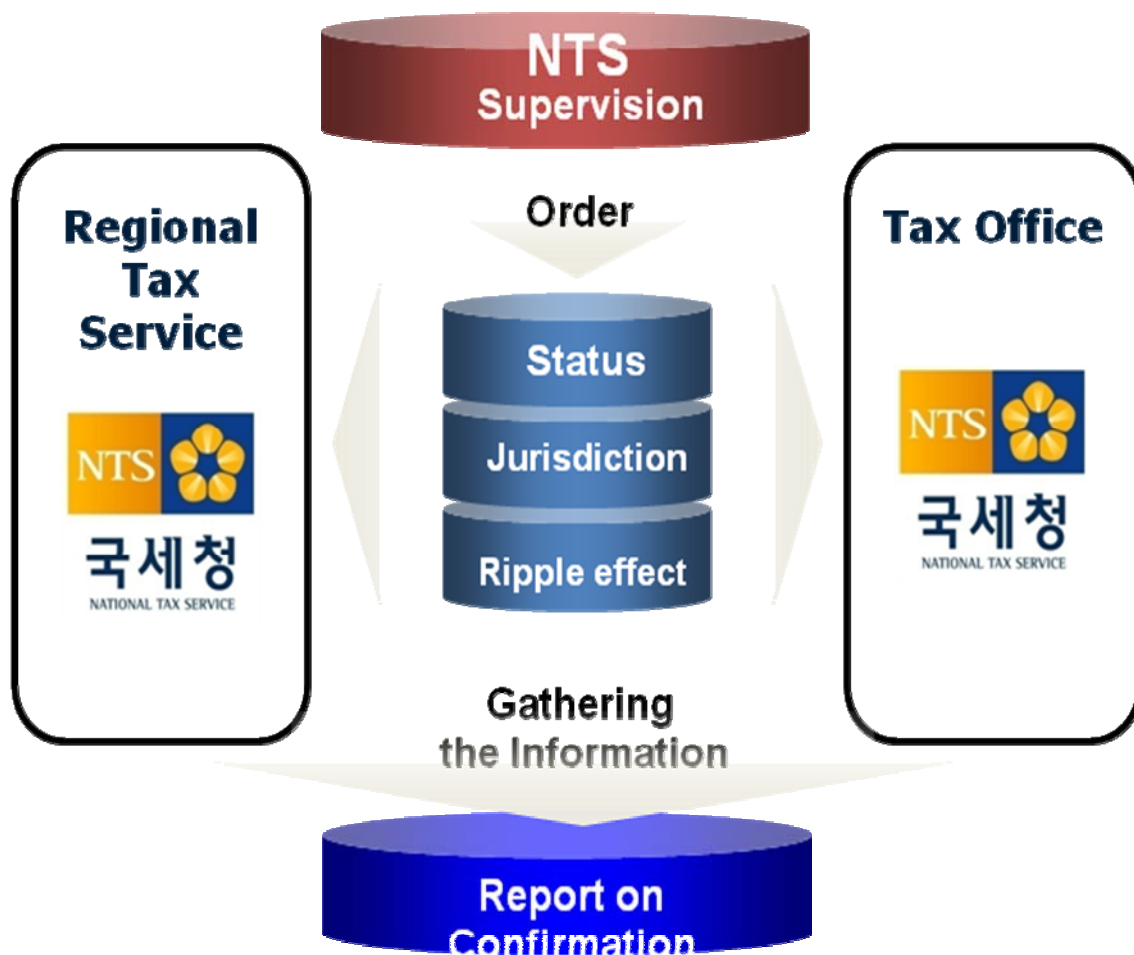 NTS
Supervision
Order
Regional
Tax
Service
NTS
국세청
NATIONAL TAX SERVICE
Status
Jurisdiction
Ripple effect
Tax Office
NTS
국세청
NATIONAL TAX SERVICE
Gathering
the Information
Report on
Confirmation